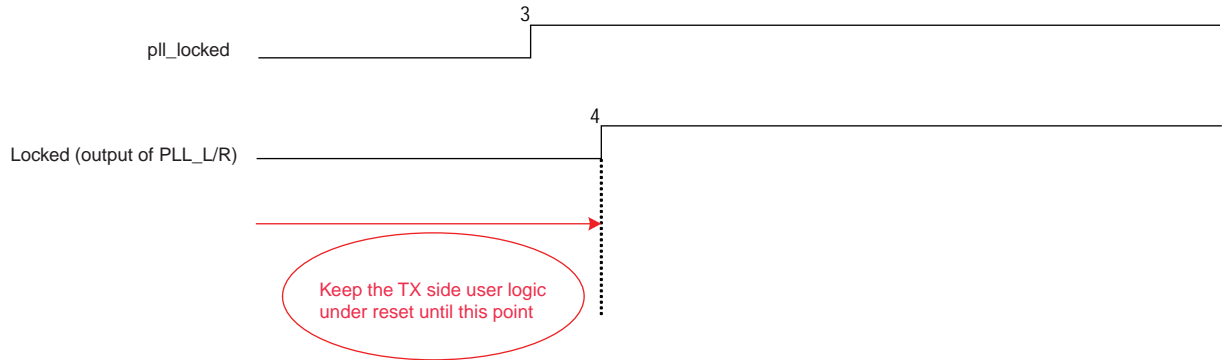 3
pll_locked
4
Locked (output of PLL_L/R)
Keep the TX side user logic
under reset until this point